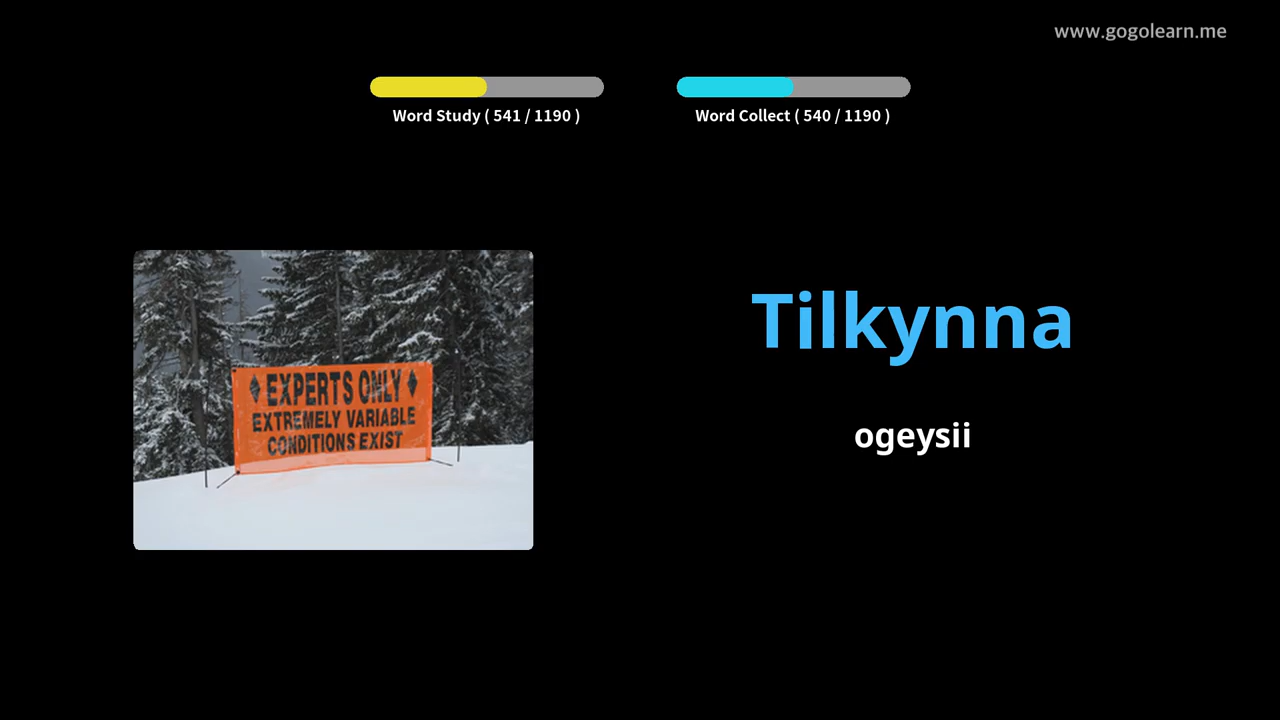 www.gogolearn.me
Word Study ( 541 / 1190 )
Word Collect ( 540 / 1190 )
EXPERTS ONLY
EXTREMELY VARIABLE
CONDITIONS EXIST
Tilkynna
ogeysii